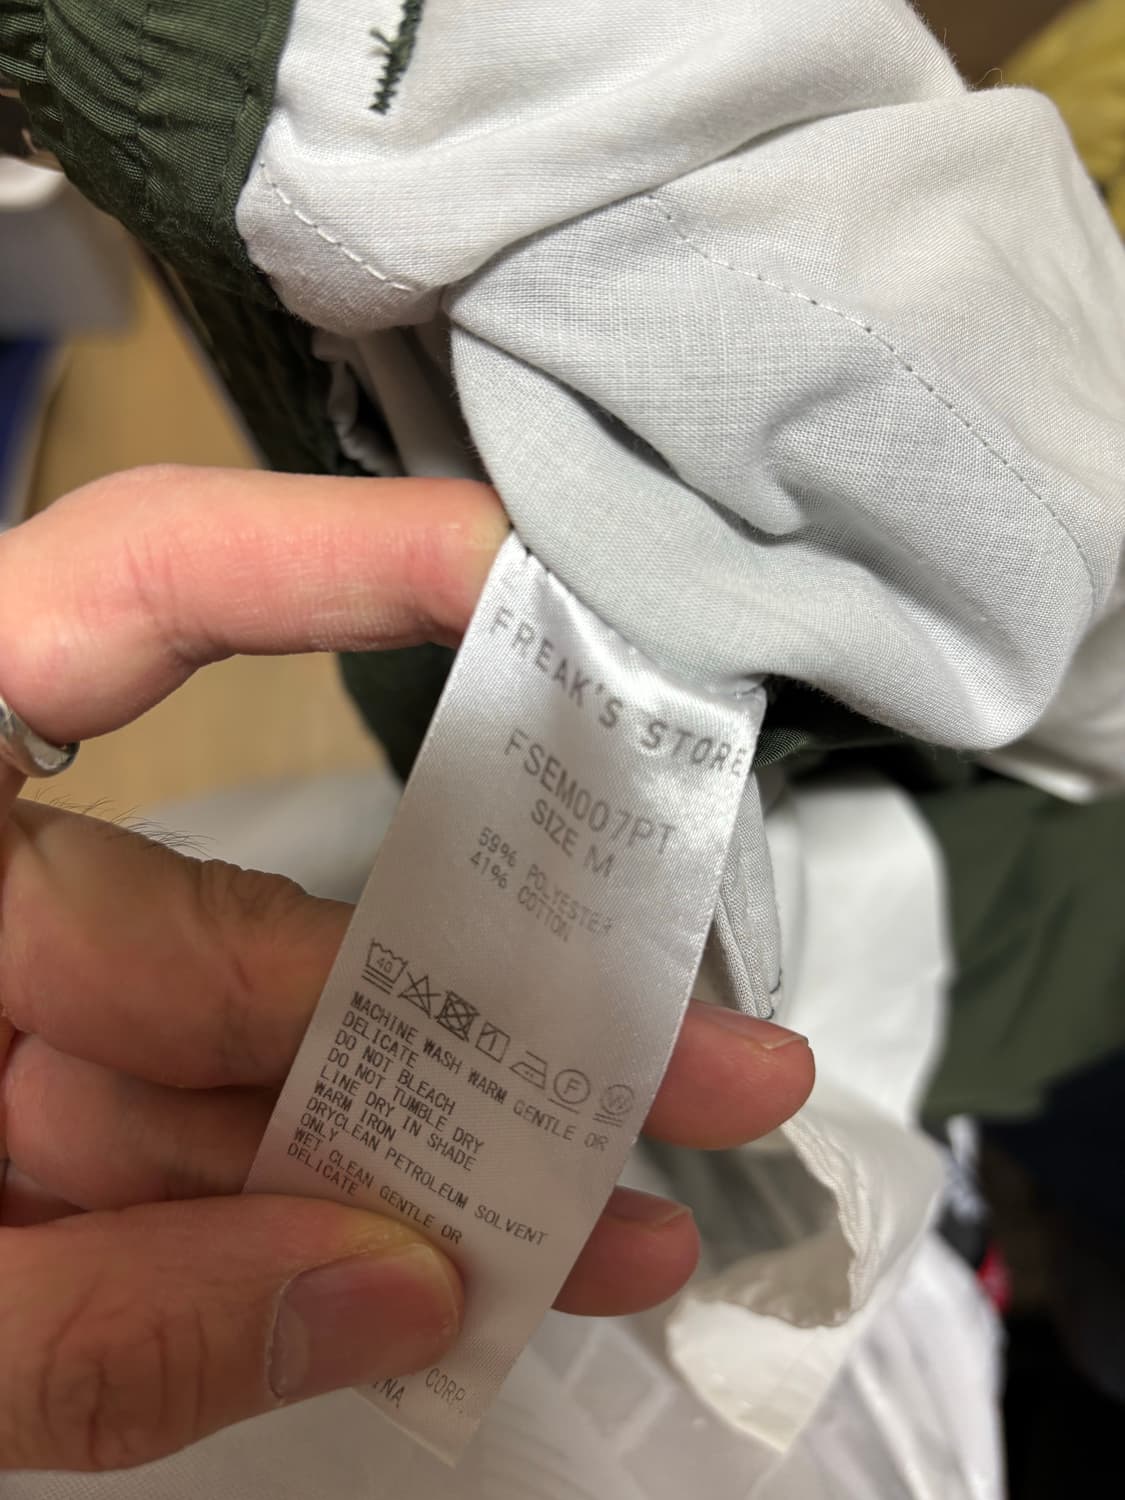 FREAK'S STORE
FSEM007PT
SIZE M
59% POLYESTER
41% COTTON
40
F
W
MACHINE WASH WARM GENTLE OR
DELICATE
DO NOT BLEACH
DO NOT TUMBLE DRY
LINE DRY IN SHADE
WARM IRON
DRYCLEAN PETROLEUM SOLVENT
ONLY
WET CLEAN GENTLE OR
DELICATE
CORP.